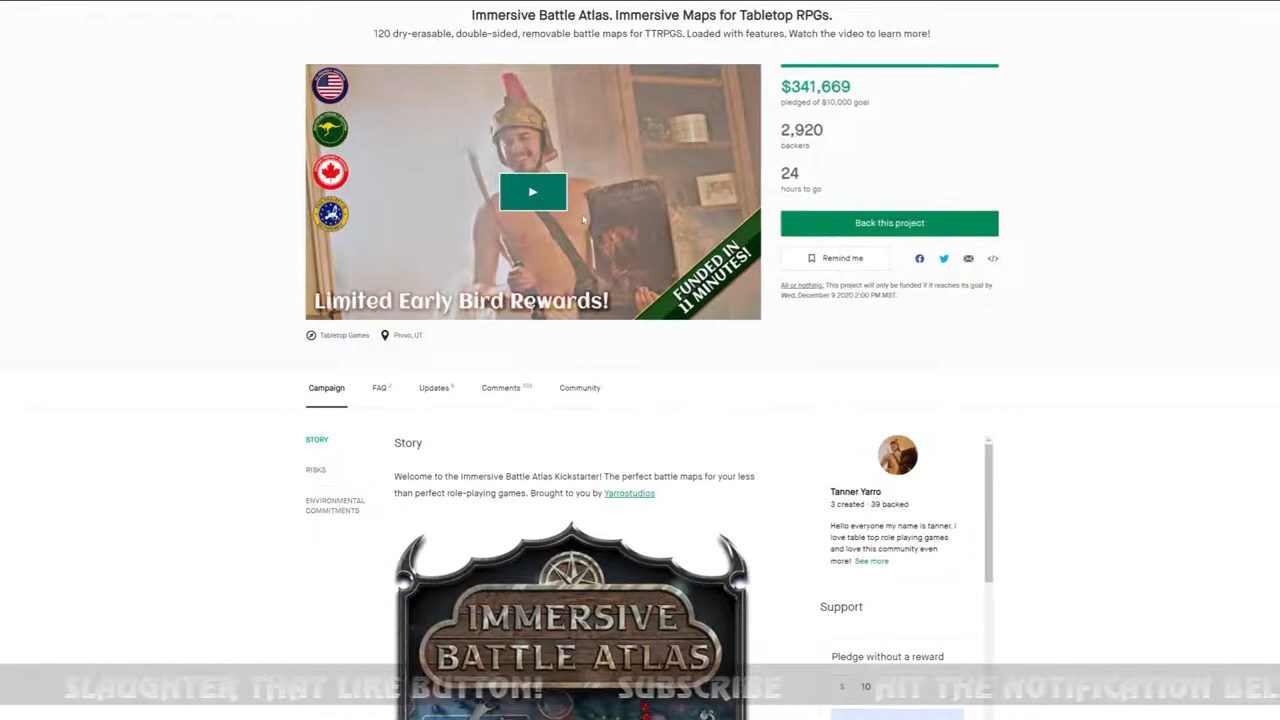 Immersive Battle Atlas. Immersive Maps for Tabletop RPGs.
120 dry-erasable, double-sided, removable battle maps for TTRPGS. Loaded with features. Watch the video to learn more!
Limited Early Bird Rewards!
FUNDED IN
11 MINUTES!
$341,669
pledged of $10,000 goal
2,920
backers
24
hours to go
Back this project
Remind me
All or nothing. This project will only be funded if it reaches its goal by
Wed, December 9 2020 2:00 PM MST.
Tabletop Games Provo, UT
Campaign FAQ 2 Updates Comments Community
STORY
RISKS
ENVIRONMENTAL
COMMITMENTS
Story
Welcome to the Immersive Battle Atlas Kickstarter! The perfect battle maps for your less
than perfect role-playing games. Brought to you by Yarrostudios
IMMERSIVE
BATTLE ATLAS
Tanner Yarro
3 created · 39 backed
Hello everyone my name is tanner. I
love table top role playing games
and love this community even
more! See more
Support
Pledge without a reward
$ 10
SLAUGHTER THAT LIKE BUTTON! SUBSCRIBE HIT THE NOTIFICATION BEL